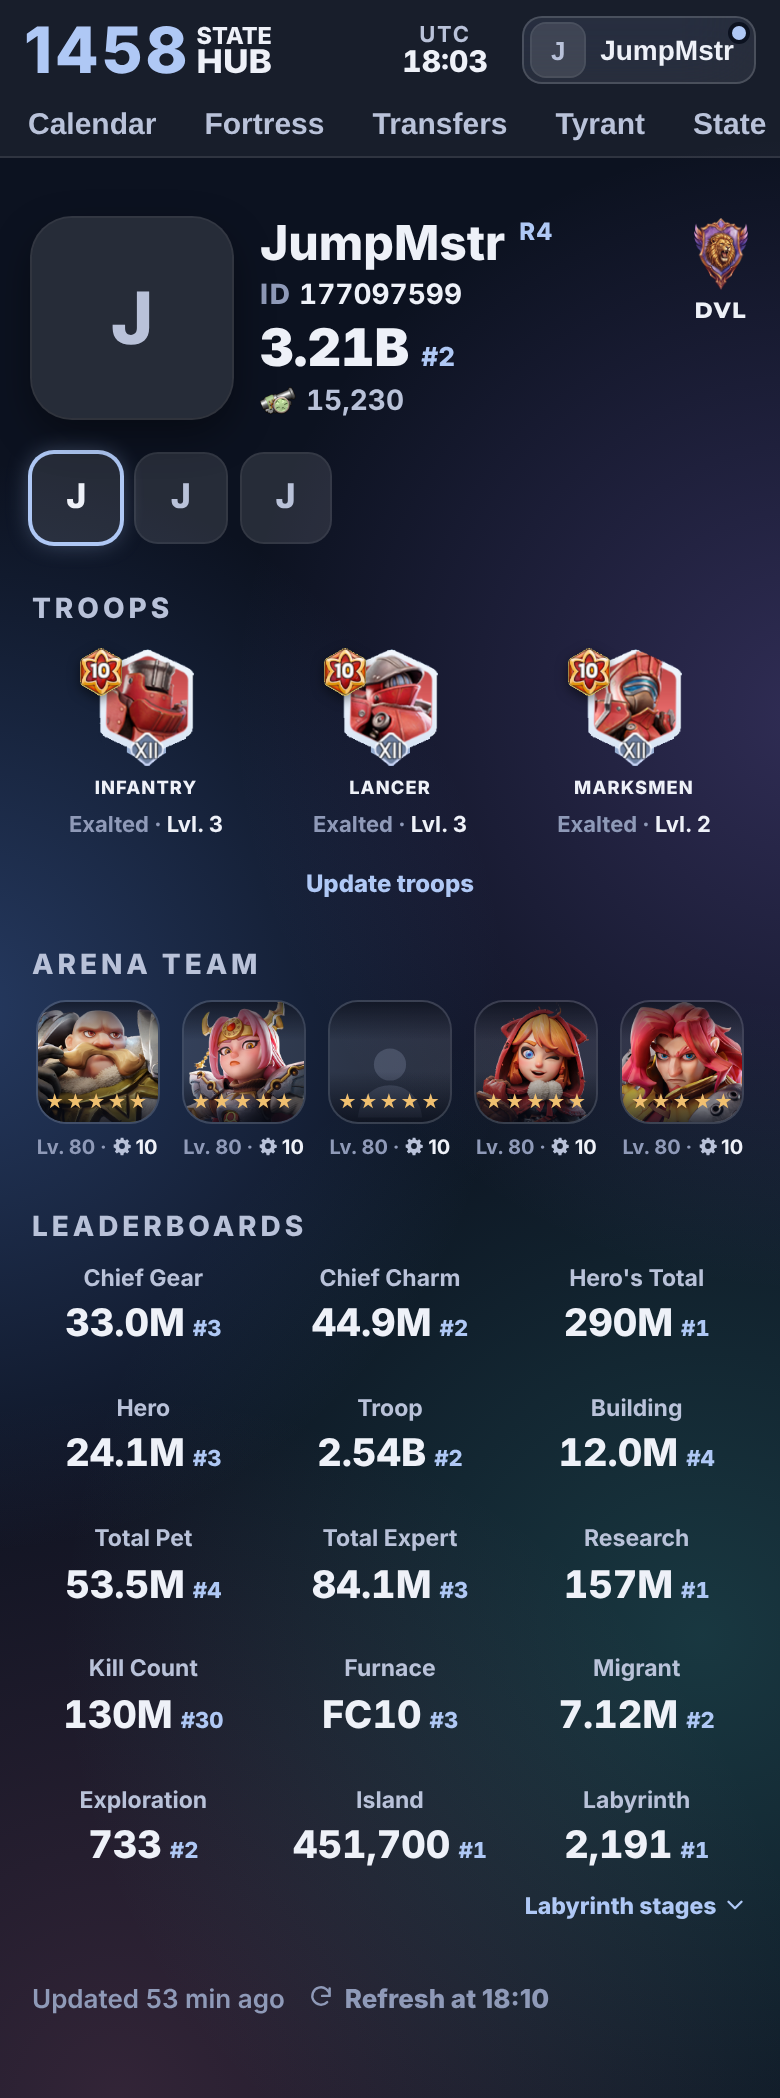 1458 STATE HUB
UTC
18:03
J JumpMstr
Calendar Fortress Transfers Tyrant State
J
JumpMstr R4
ID 177097599
3.21B #2
15,230
DVL
J J J
TROOPS
10 10 10
XII XII XII
INFANTRY LANCER MARKSMEN
Exalted · Lvl. 3 Exalted · Lvl. 3 Exalted · Lvl. 2
Update troops
ARENA TEAM
Lv. 80 · 10 Lv. 80 · 10 Lv. 80 · 10 Lv. 80 · 10 Lv. 80 · 10
LEADERBOARDS
Chief Gear Chief Charm Hero's Total
33.0M #3 44.9M #2 290M #1
Hero Troop Building
24.1M #3 2.54B #2 12.0M #4
Total Pet Total Expert Research
53.5M #4 84.1M #3 157M #1
Kill Count Furnace Migrant
130M #30 FC10 #3 7.12M #2
Exploration Island Labyrinth
733 #2 451,700 #1 2,191 #1
Labyrinth stages
Updated 53 min ago Refresh at 18:10